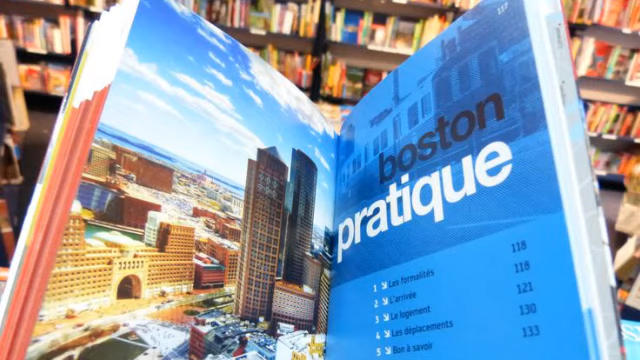 117
boston
pratique
1 ↘ Les formalités 118
2 ↘ L'arrivée 118
3 ↘ Le logement 121
4 ↘ Les déplacements 130
5 ↘ Bon à savoir 133